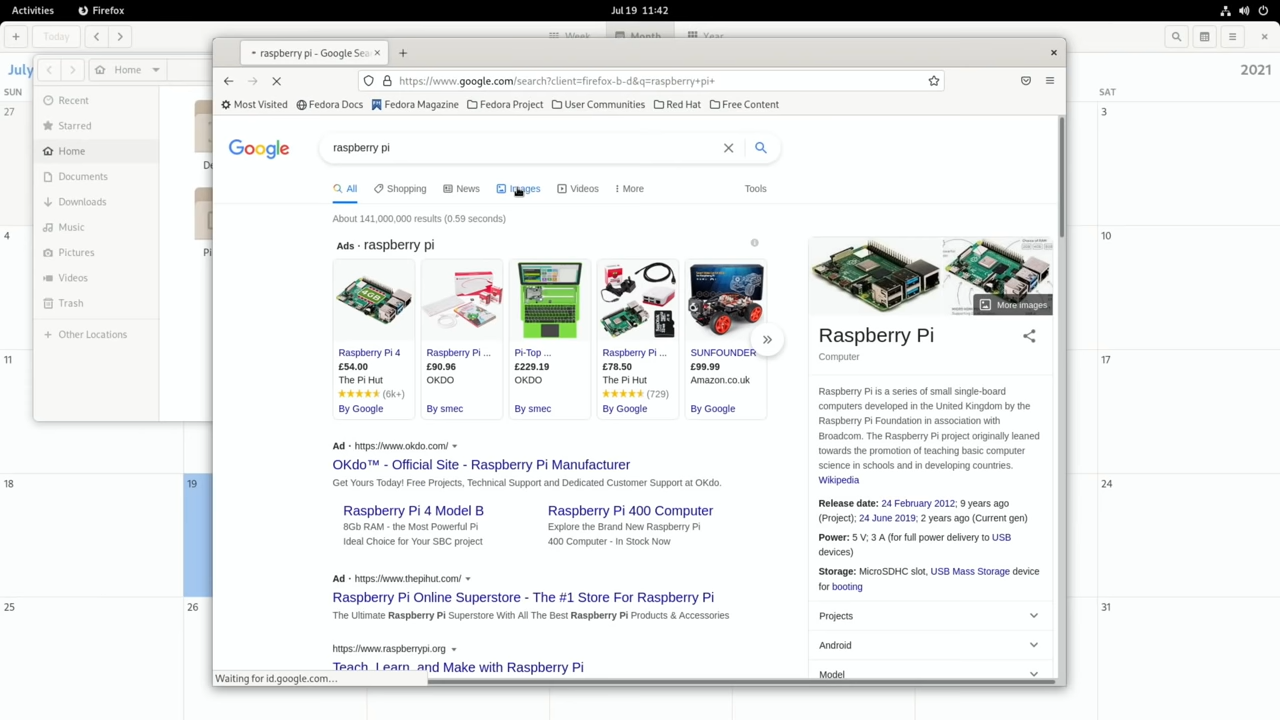 Activities
Firefox
Jul 19 11:42
Today
Week
Month
Year
July
2021
SUN
SAT
27
3
4
10
11
17
18
19
24
25
26
31
Home
Recent
Starred
Home
Documents
Downloads
Music
Pictures
Videos
Trash
Other Locations
De
Pi
raspberry pi - Google Sea
https://www.google.com/search?client=firefox-b-d&q=raspberry+pi+
Most Visited
Fedora Docs
Fedora Magazine
Fedora Project
User Communities
Red Hat
Free Content
Google
raspberry pi
All
Shopping
News
Images
Videos
More
Tools
About 141,000,000 results (0.59 seconds)
Ads · raspberry pi
4GB
Raspberry Pi 4
£54.00
The Pi Hut
(6k+)
By Google
Raspberry Pi ...
£90.96
OKDO
By smec
Pi-Top ...
£229.19
OKDO
By smec
Raspberry Pi ...
£78.50
The Pi Hut
(729)
By Google
SUNFOUNDER
£99.99
Amazon.co.uk
By Google
Ad · https://www.okdo.com/
OKdo™ - Official Site - Raspberry Pi Manufacturer
Get Yours Today! Free Projects, Technical Support and Dedicated Customer Support at OKdo.
Raspberry Pi 4 Model B
8Gb RAM - the Most Powerful Pi
Ideal Choice for Your SBC project
Raspberry Pi 400 Computer
Explore the Brand New Raspberry Pi
400 Computer - In Stock Now
Ad · https://www.thepihut.com/
Raspberry Pi Online Superstore - The #1 Store For Raspberry Pi
The Ultimate Raspberry Pi Superstore With All The Best Raspberry Pi Products & Accessories
https://www.raspberrypi.org
Teach, Learn, and Make with Raspberry Pi
More images
Raspberry Pi
Computer
Raspberry Pi is a series of small single-board
computers developed in the United Kingdom by the
Raspberry Pi Foundation in association with
Broadcom. The Raspberry Pi project originally leaned
towards the promotion of teaching basic computer
science in schools and in developing countries.
Wikipedia
Release date: 24 February 2012; 9 years ago
(Project); 24 June 2019; 2 years ago (Current gen)
Power: 5 V; 3 A (for full power delivery to USB
devices)
Storage: MicroSDHC slot, USB Mass Storage device
for booting
Projects
Android
Model
Waiting for id.google.com…